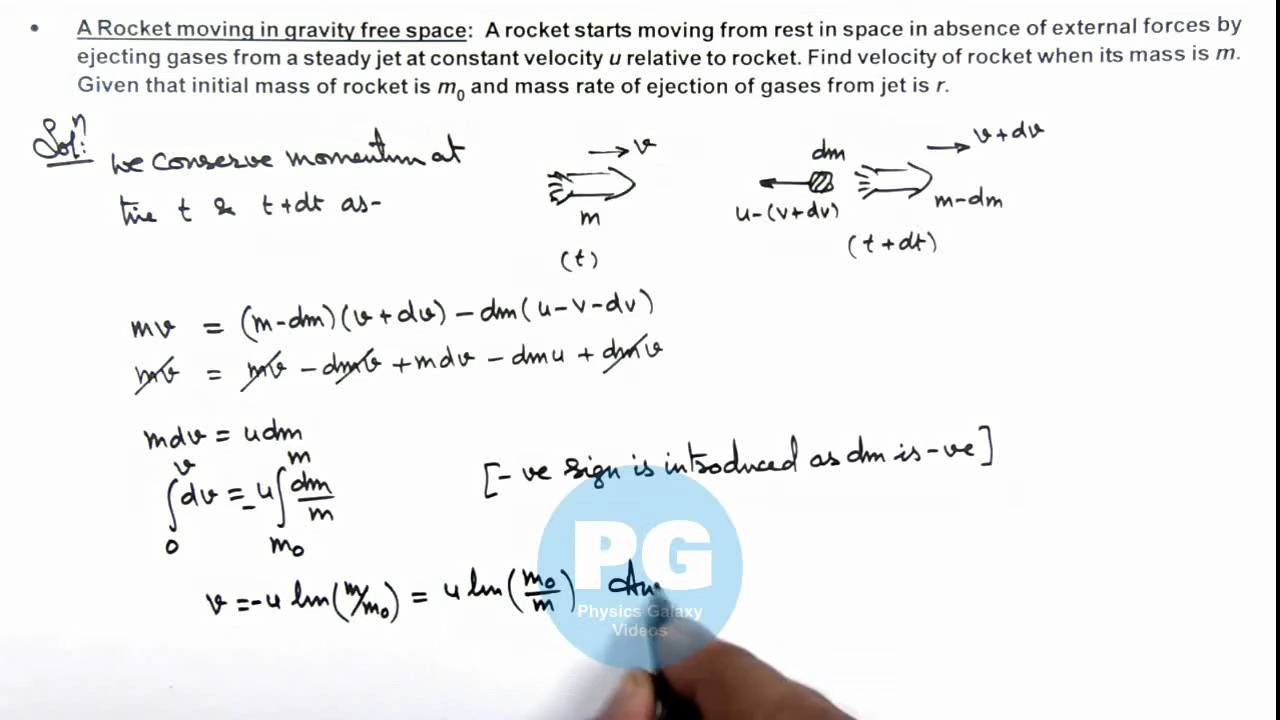 • A Rocket moving in gravity free space: A rocket starts moving from rest in space in absence of external forces by
ejecting gases from a steady jet at constant velocity u relative to rocket. Find velocity of rocket when its mass is m.
Given that initial mass of rocket is m₀ and mass rate of ejection of gases from jet is r.
Solⁿ: We conserve momentum at
time t & t+dt as-
v
m
(t)
dm
v+dv
u-(v+dv)
m-dm
(t+dt)
mv = (m-dm)(v+dv) - dm(u-v-dv)
mv = mv - dmv + mdv - dmu + dmv
mdv = udm
∫₀ᵛ dv = -u ∫ₘ₀ᵐ dm/m
[-ve sign is introduced as dm is -ve]
v = -u ln(m/m₀) = u ln(m₀/m)
PG
Physics Galaxy
Videos